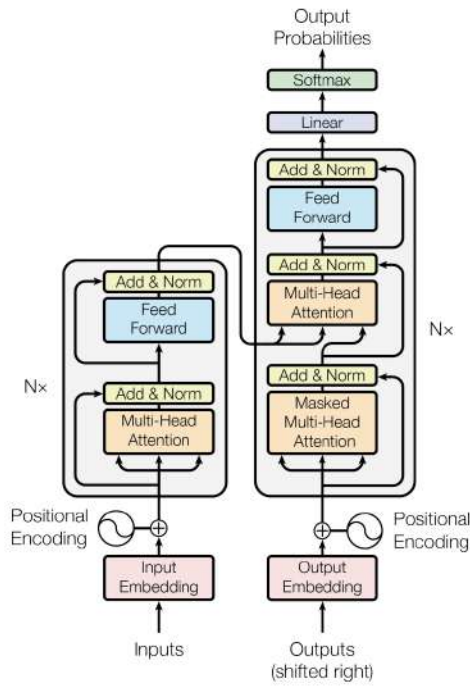 Output
Probabilities
Softmax
Linear
Add & Norm
Feed
Forward
Add & Norm
Multi-Head
Attention
Nx
Add & Norm
Masked
Multi-Head
Attention
Add & Norm
Feed
Forward
Nx
Add & Norm
Multi-Head
Attention
Positional
Encoding
Positional
Encoding
Input
Embedding
Output
Embedding
Inputs
Outputs
(shifted right)